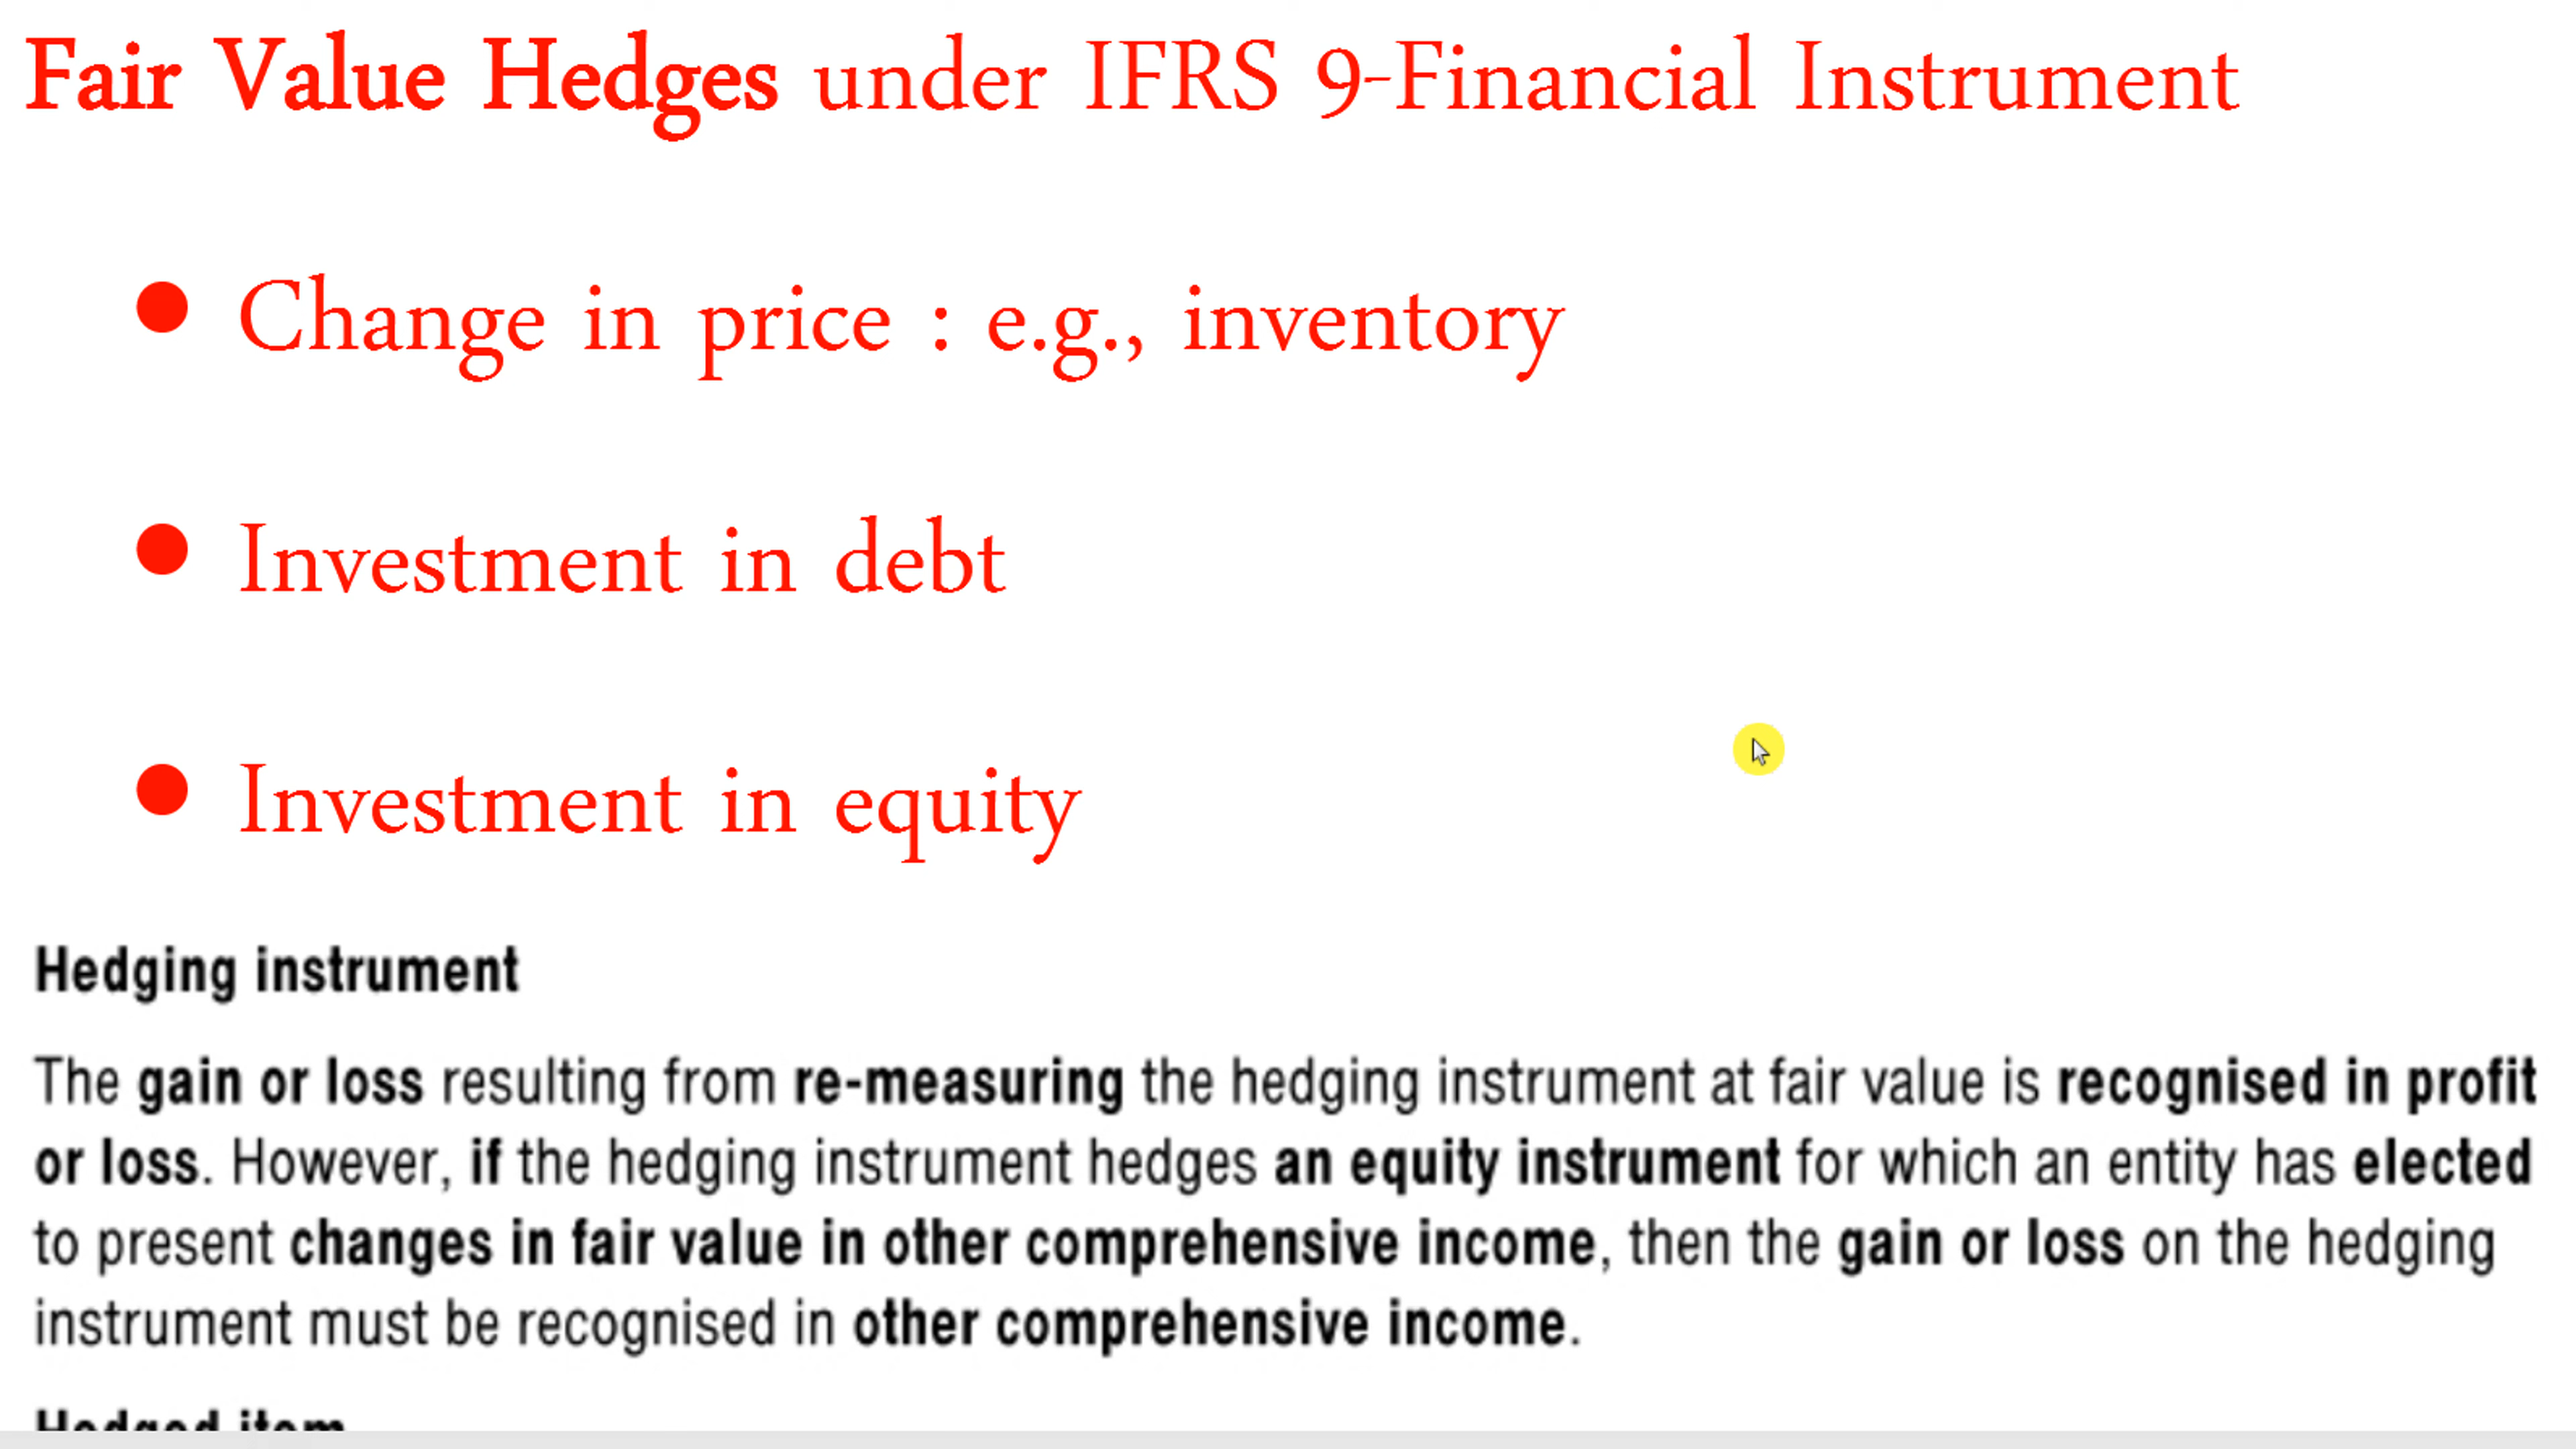 Fair Value Hedges under IFRS 9-Financial Instrument
• Change in price : e.g., inventory
• Investment in debt
• Investment in equity
Hedging instrument
The gain or loss resulting from re-measuring the hedging instrument at fair value is recognised in profit
or loss. However, if the hedging instrument hedges an equity instrument for which an entity has elected
to present changes in fair value in other comprehensive income, then the gain or loss on the hedging
instrument must be recognised in other comprehensive income.
Hedged item